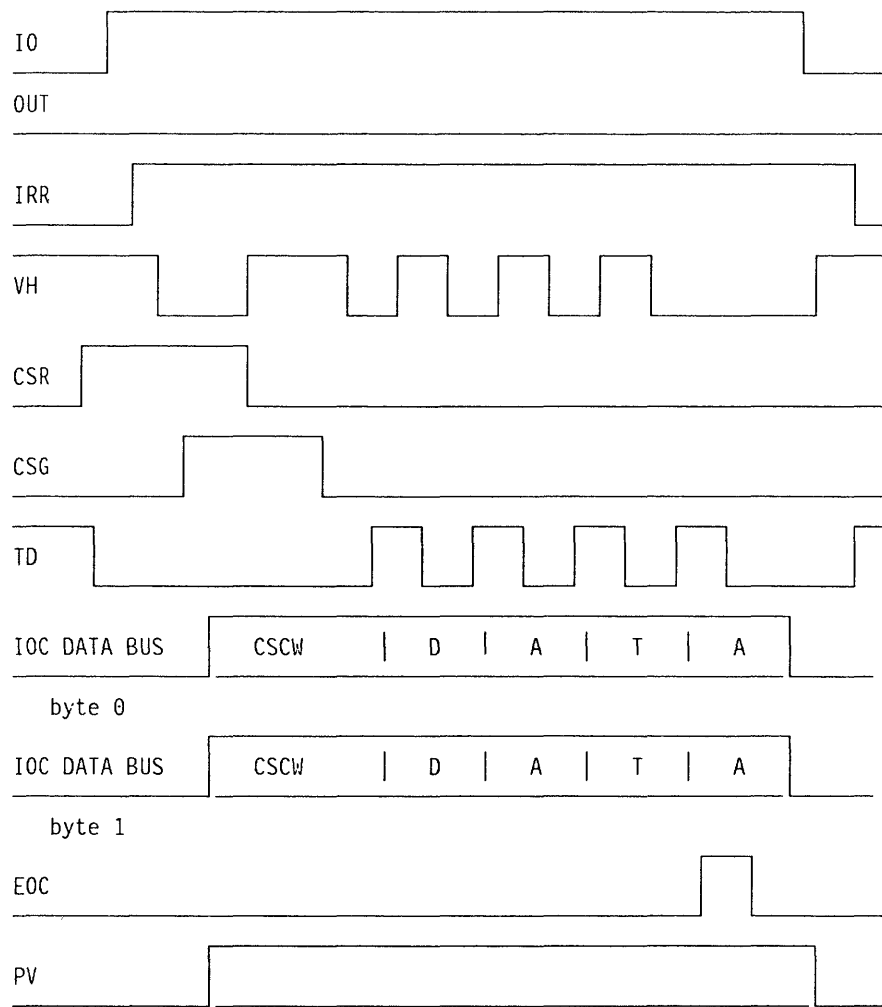 IO
OUT
IRR
VH
CSR
CSG
TD
IOC DATA BUS CSCW | D | A | T | A
byte 0
IOC DATA BUS CSCW | D | A | T | A
byte 1
EOC
PV